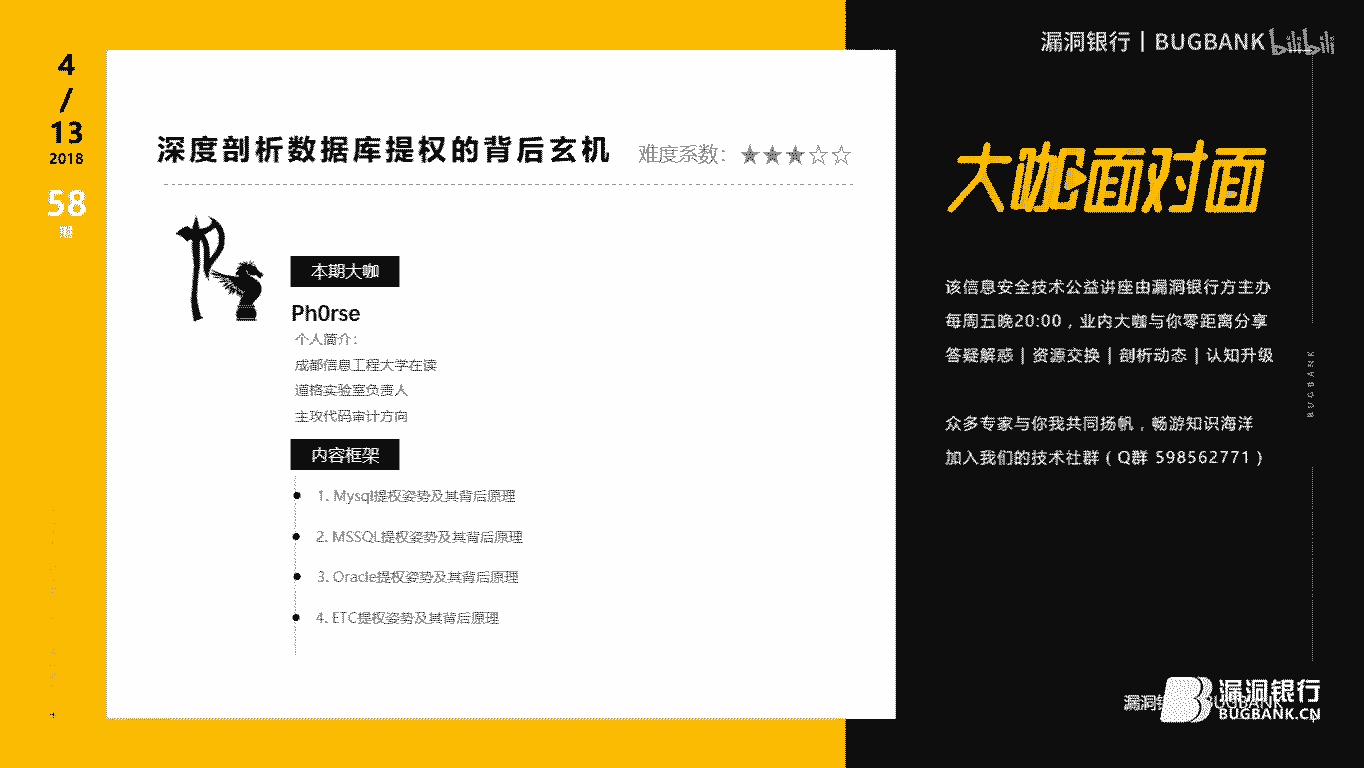 漏洞银行丨BUGBANK bilibili
4
/
13
2018
58
期
深度剖析数据库提权的背后玄机 难度系数：★★★☆☆
本期大咖
Ph0rse
个人简介：
成都信息工程大学在读
道格实验室负责人
主攻代码审计方向
内容框架
1. Mysql提权姿势及其背后原理
2. MSSQL提权姿势及其背后原理
3. Oracle提权姿势及其背后原理
4. ETC提权姿势及其背后原理
大咖面对面
该信息安全技术公益讲座由漏洞银行方主办
每周五晚20:00，业内大咖与你零距离分享
答疑解惑｜资源交换｜剖析动态｜认知升级
众多专家与你我共同扬帆，畅游知识海洋
加入我们的技术社群（Q群 598562771）
BUGBANK
漏洞银行
BUGBANK.CN